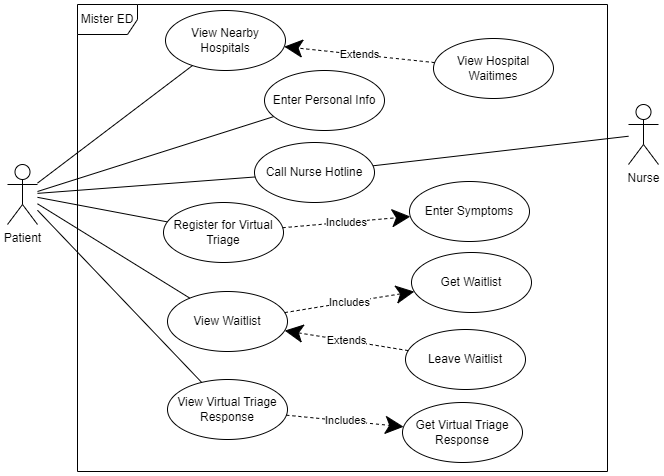 Mister ED
View Nearby
Hospitals
Extends
View Hospital
Waitimes
Enter Personal Info
Call Nurse Hotline
Nurse
Patient
Register for Virtual
Triage
Includes
Enter Symptoms
View Waitlist
Includes
Get Waitlist
Extends
Leave Waitlist
View Virtual Triage
Response
Includes
Get Virtual Triage
Response